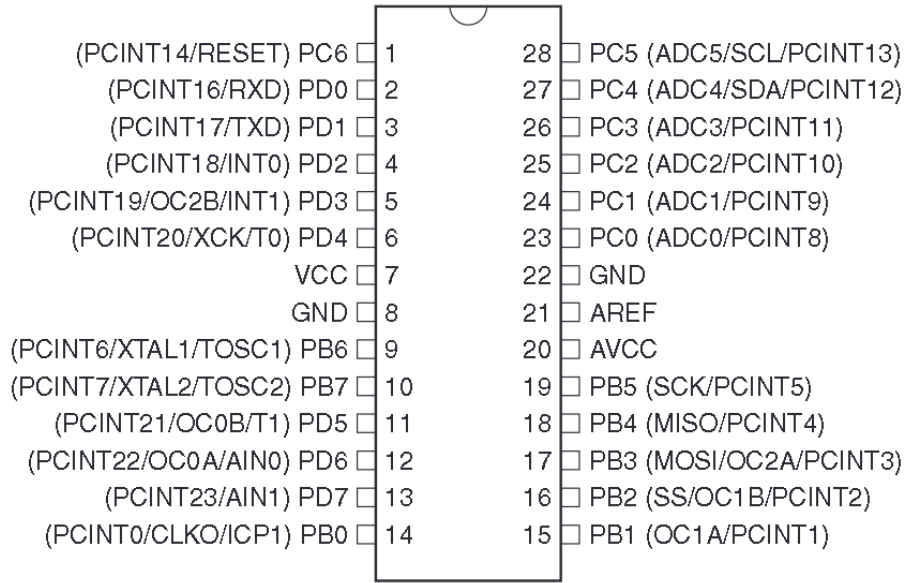 (PCINT14/RESET) PC6 1 28 PC5 (ADC5/SCL/PCINT13)
(PCINT16/RXD) PD0 2 27 PC4 (ADC4/SDA/PCINT12)
(PCINT17/TXD) PD1 3 26 PC3 (ADC3/PCINT11)
(PCINT18/INT0) PD2 4 25 PC2 (ADC2/PCINT10)
(PCINT19/OC2B/INT1) PD3 5 24 PC1 (ADC1/PCINT9)
(PCINT20/XCK/T0) PD4 6 23 PC0 (ADC0/PCINT8)
VCC 7 22 GND
GND 8 21 AREF
(PCINT6/XTAL1/TOSC1) PB6 9 20 AVCC
(PCINT7/XTAL2/TOSC2) PB7 10 19 PB5 (SCK/PCINT5)
(PCINT21/OC0B/T1) PD5 11 18 PB4 (MISO/PCINT4)
(PCINT22/OC0A/AIN0) PD6 12 17 PB3 (MOSI/OC2A/PCINT3)
(PCINT23/AIN1) PD7 13 16 PB2 (SS/OC1B/PCINT2)
(PCINT0/CLKO/ICP1) PB0 14 15 PB1 (OC1A/PCINT1)